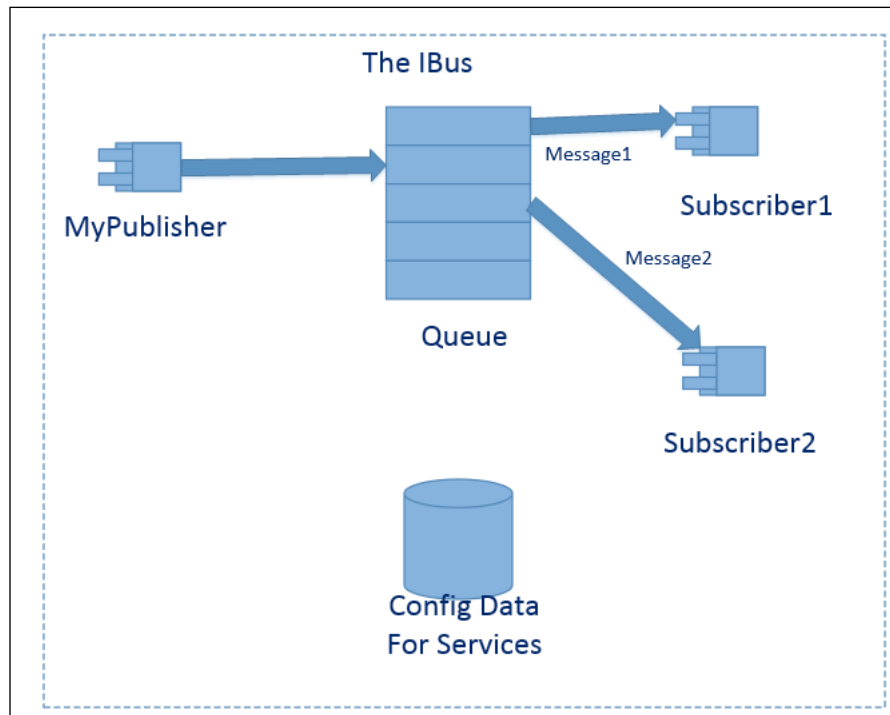 The IBus
Message1
Subscriber1
MyPublisher
Message2
Queue
Subscriber2
Config Data
For Services